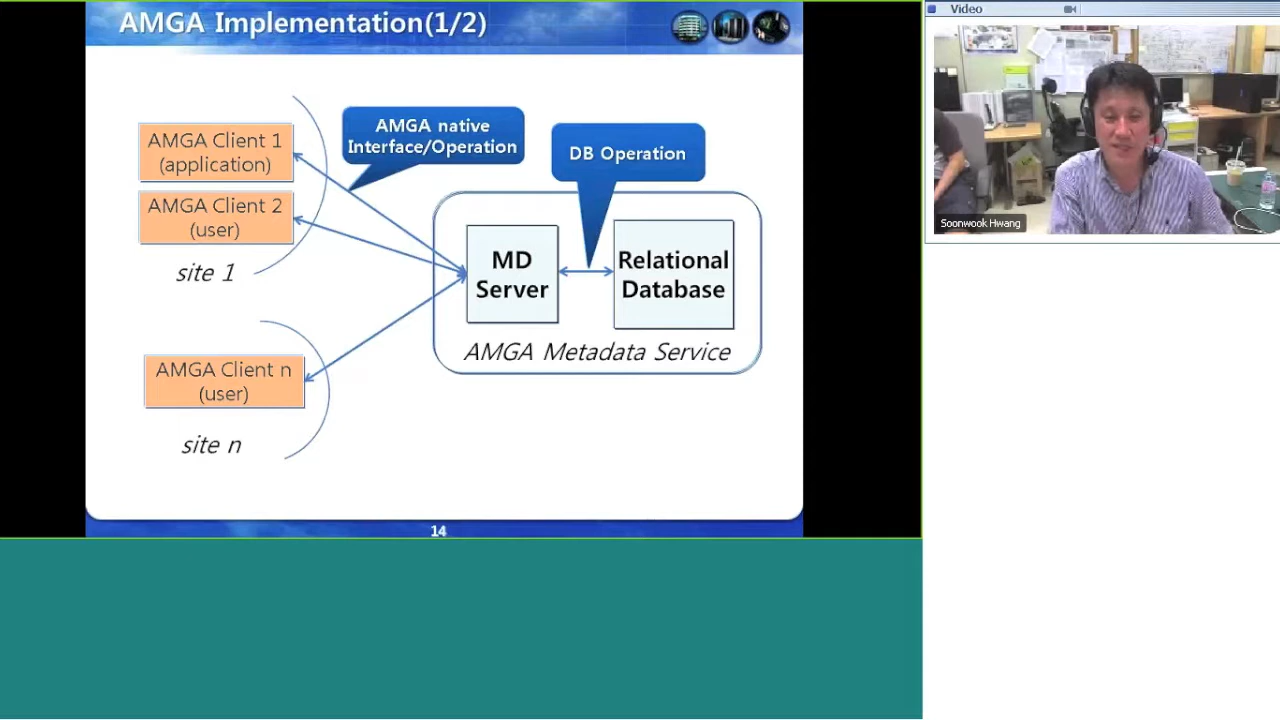 AMGA Implementation(1/2)
AMGA Client 1
(application)
AMGA Client 2
(user)
site 1
AMGA Client n
(user)
site n
AMGA native
Interface/Operation
DB Operation
MD
Server
Relational
Database
AMGA Metadata Service
14
Video
Soonwook Hwang